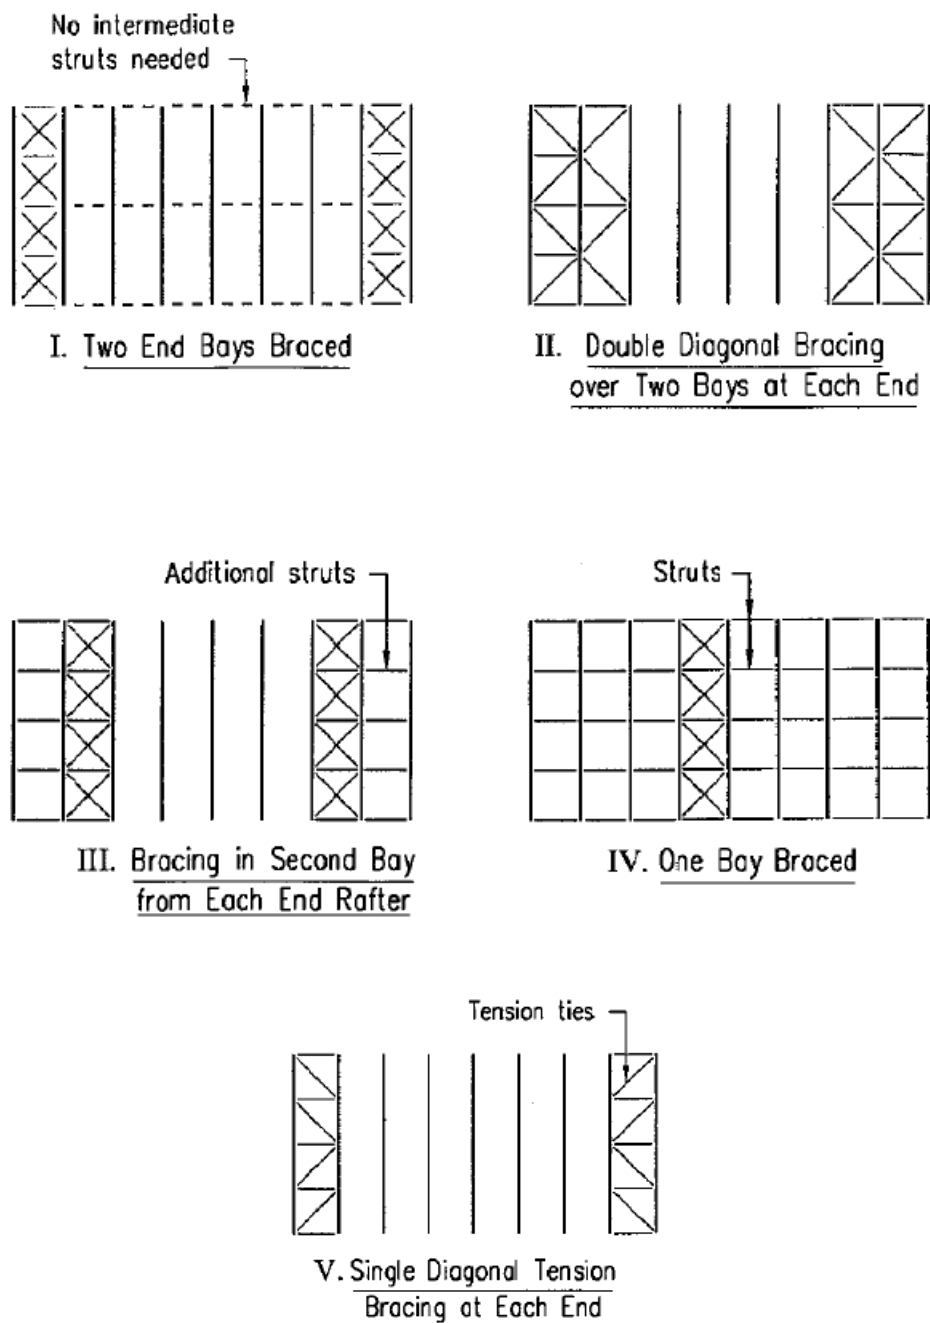 No intermediate
struts needed
I. Two End Bays Braced
II. Double Diagonal Bracing
over Two Bays at Each End
Additional struts
Struts
III. Bracing in Second Bay
from Each End Rafter
IV. One Bay Braced
Tension ties
V. Single Diagonal Tension
Bracing at Each End